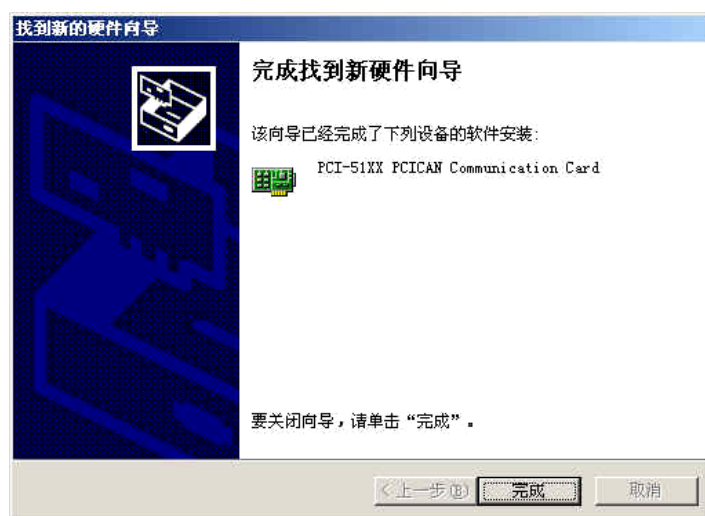 找到新的硬件向导
完成找到新硬件向导
该向导已经完成了下列设备的软件安装:
PCI-51XX PCICAN Communication Card
要关闭向导，请单击“完成”。
<上一步(B) 完成 取消